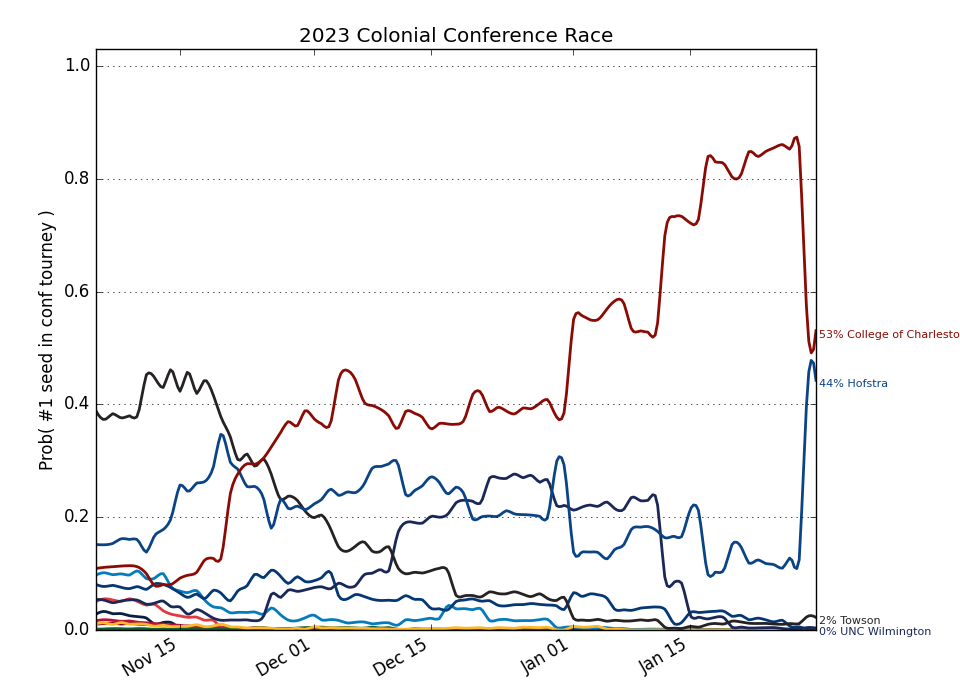 2023 Colonial Conference Race
Prob( #1 seed in conf tourney )
1.0
0.8
0.6
0.4
0.2
0.0
Nov 15
Dec 01
Dec 15
Jan 01
Jan 15
53% College of Charlesto
44% Hofstra
2% Towson
0% UNC Wilmington